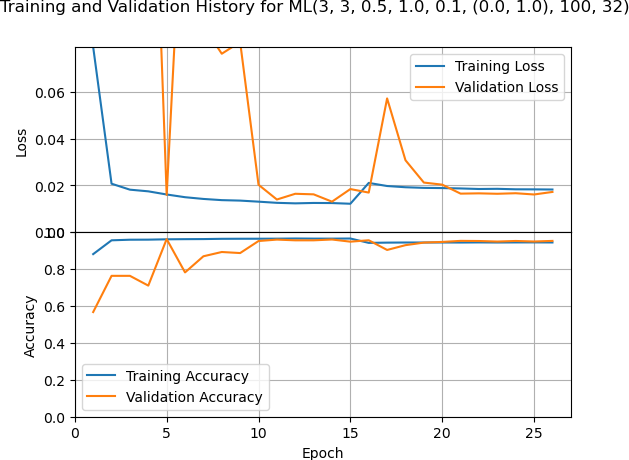 Training and Validation History for ML(3, 3, 0.5, 1.0, 0.1, (0.0, 1.0), 100, 32)
Training Loss
Validation Loss
0.06
0.04
0.02
Loss
0.00
1.0
0.8
0.6
0.4
0.2
0.0
Accuracy
Training Accuracy
Validation Accuracy
0 5 10 15 20 25
Epoch